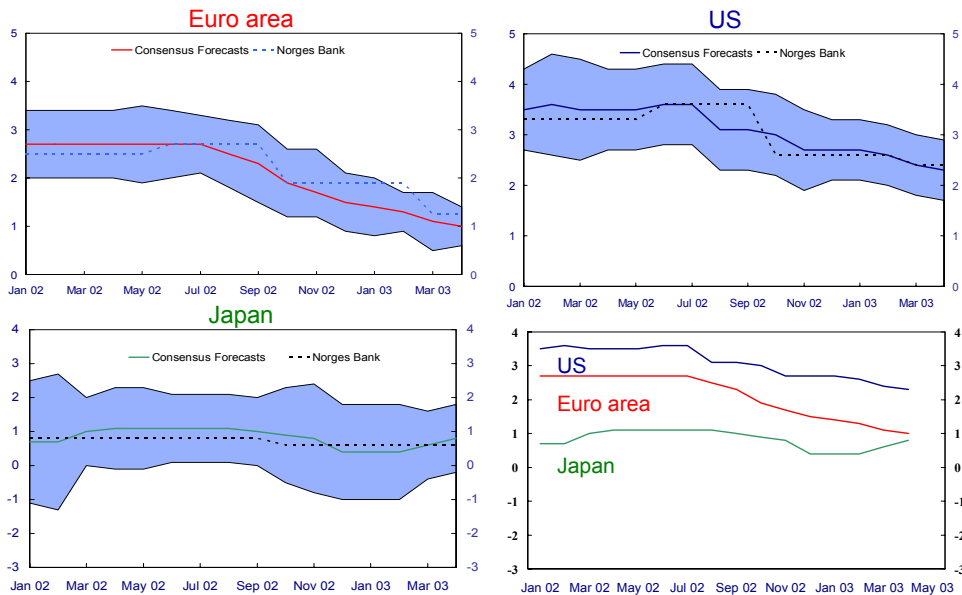 Euro area
5 5
Consensus Forecasts Norges Bank
4 4
3 3
2 2
1 1
0 0
Jan 02 Mar 02 May 02 Jul 02 Sep 02 Nov 02 Jan 03 Mar 03
US
5 5
Consensus Forecasts Norges Bank
4 4
3 3
2 2
1 1
0 0
Jan 02 Mar 02 May 02 Jul 02 Sep 02 Nov 02 Jan 03 Mar 03
Japan
4 4
Consensus Forecasts Norges Bank
3 3
2 2
1 1
0 0
-1 -1
-2 -2
-3 -3
Jan 02 Mar 02 May 02 Jul 02 Sep 02 Nov 02 Jan 03 Mar 03
4 4
3 US 3
2 Euro area 2
1 1
0 Japan 0
-1 -1
-2 -2
-3 -3
Jan 02 Mar 02 May 02 Jul 02 Sep 02 Nov 02 Jan 03 Mar 03 May 03